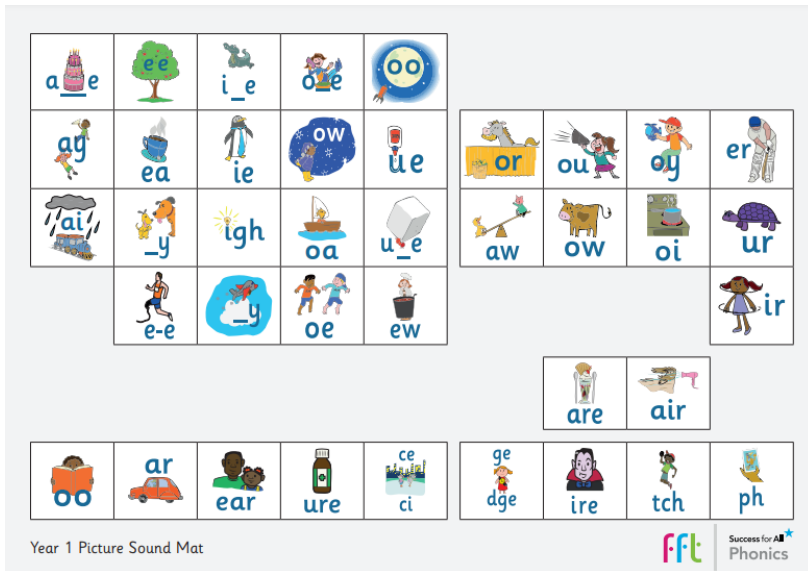 a_e
ee
i_e
o_e
oo
ay
ea
ie
ow
ue
or
ou
oy
er
ai
_y
igh
oa
u_e
aw
ow
oi
ur
e-e
_y
oe
ew
ir
are
air
oo
ar
ear
ure
ce
ci
ge
dge
ire
tch
ph
Year 1 Picture Sound Mat
fft
Success for All
Phonics